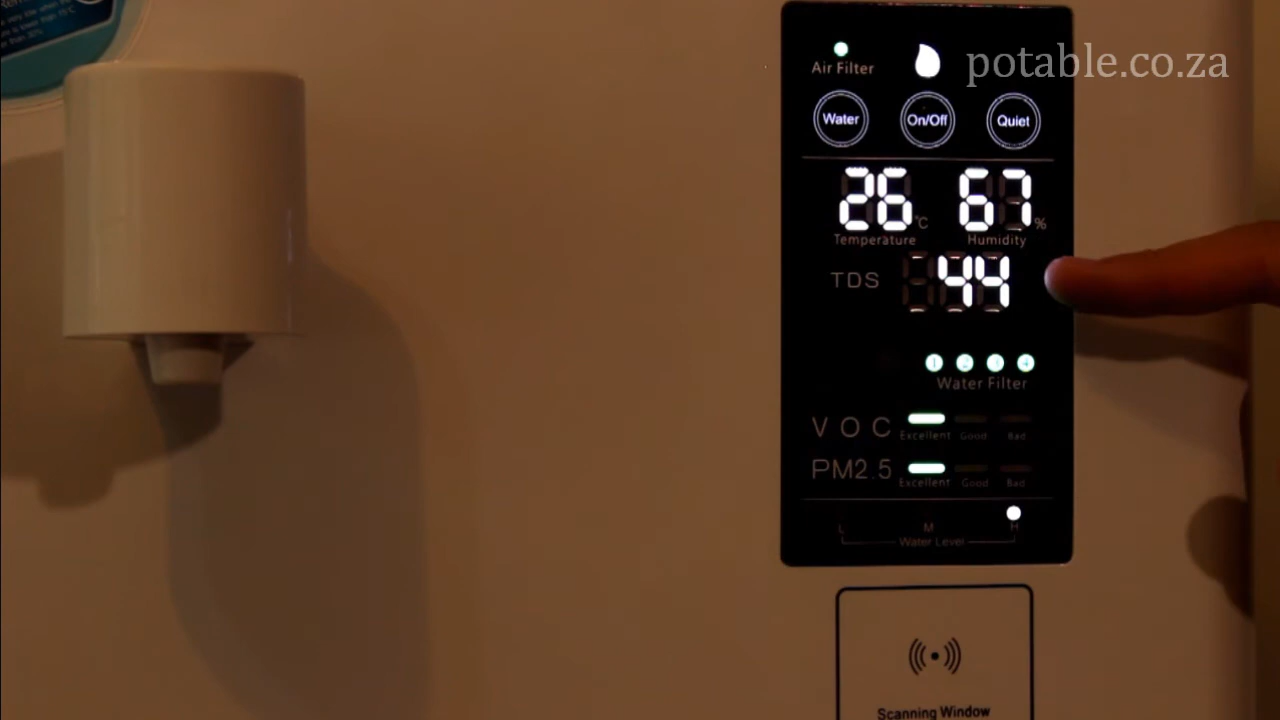 potable.co.za
Air Filter
Water On/Off Quiet
26 °C 67 %
Temperature Humidity
TDS 44
1 2 3 4
Water Filter
VOC Excellent Good Bad
PM2.5 Excellent Good Bad
L M H
Water Level
Scanning Window